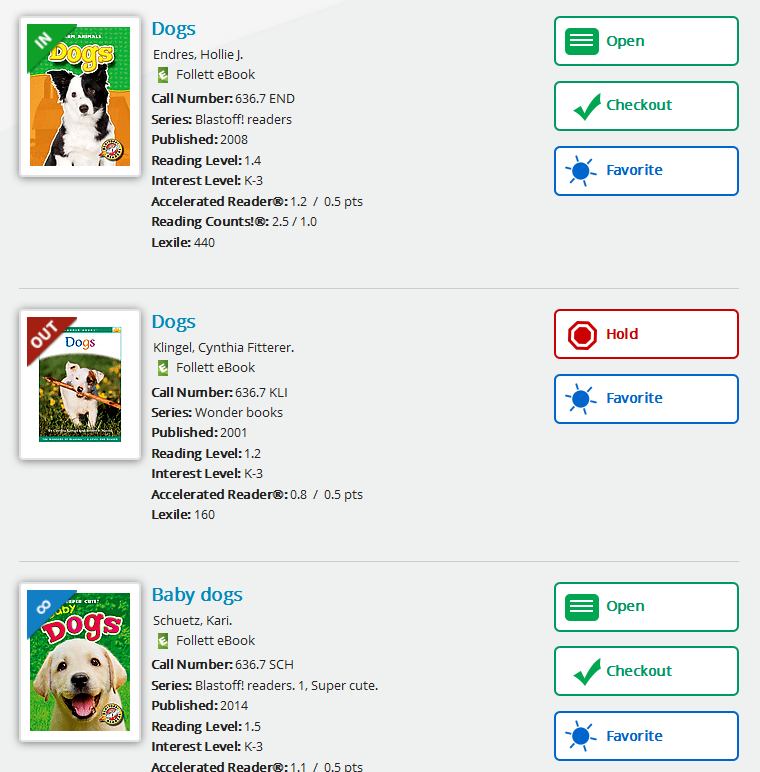 IN
Dogs
Dogs
Endres, Hollie J.
Follett eBook
Call Number: 636.7 END
Series: Blastoff! readers
Published: 2008
Reading Level: 1.4
Interest Level: K-3
Accelerated Reader®: 1.2 / 0.5 pts
Reading Counts!®: 2.5 / 1.0
Lexile: 440
Open
Checkout
Favorite
OUT
Dogs
Dogs
Klingel, Cynthia Fitterer.
Follett eBook
Call Number: 636.7 KLI
Series: Wonder books
Published: 2001
Reading Level: 1.2
Interest Level: K-3
Accelerated Reader®: 0.8 / 0.5 pts
Lexile: 160
Hold
Favorite
∞
SUPER CUTE!
Baby
Dogs
Baby dogs
Schuetz, Kari.
Follett eBook
Call Number: 636.7 SCH
Series: Blastoff! readers. 1, Super cute.
Published: 2014
Reading Level: 1.5
Interest Level: K-3
Accelerated Reader®: 1.1 / 0.5 pts
Open
Checkout
Favorite